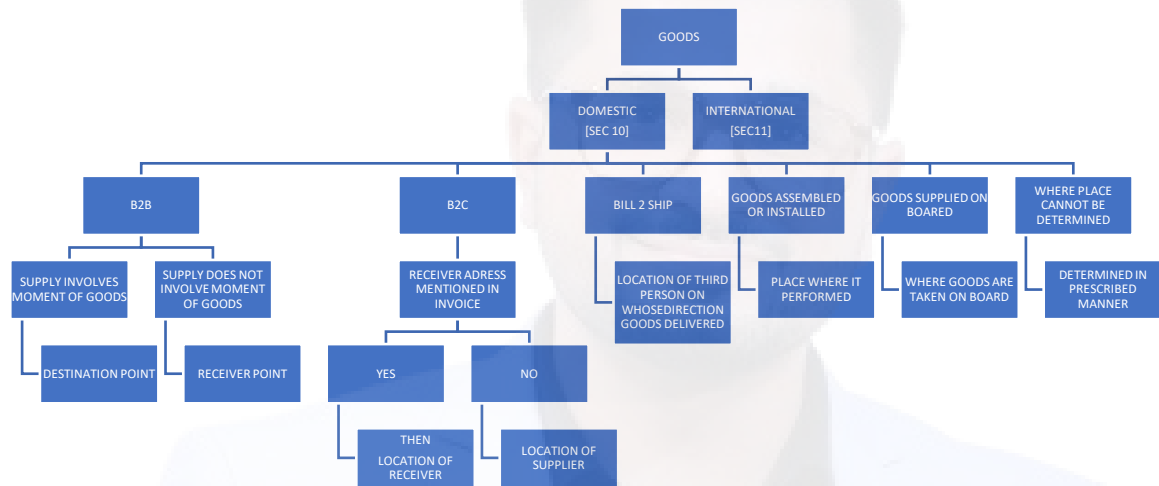 GOODS
DOMESTIC
[SEC 10]
INTERNATIONAL
[SEC11]
B2B
B2C
BILL 2 SHIP
GOODS ASSEMBLED
OR INSTALLED
GOODS SUPPLIED ON
BOARED
WHERE PLACE
CANNOT BE
DETERMINED
SUPPLY INVOLVES
MOMENT OF GOODS
SUPPLY DOES NOT
INVOLVE MOMENT
OF GOODS
RECEIVER ADRESS
MENTIONED IN
INVOICE
LOCATION OF THIRD
PERSON ON
WHOSEDIRECTION
GOODS DELIVERED
PLACE WHERE IT
PERFORMED
WHERE GOODS ARE
TAKEN ON BOARD
DETERMINED IN
PRESCRIBED
MANNER
DESTINATION POINT
RECEIVER POINT
YES
NO
THEN
LOCATION OF
RECEIVER
LOCATION OF
SUPPLIER